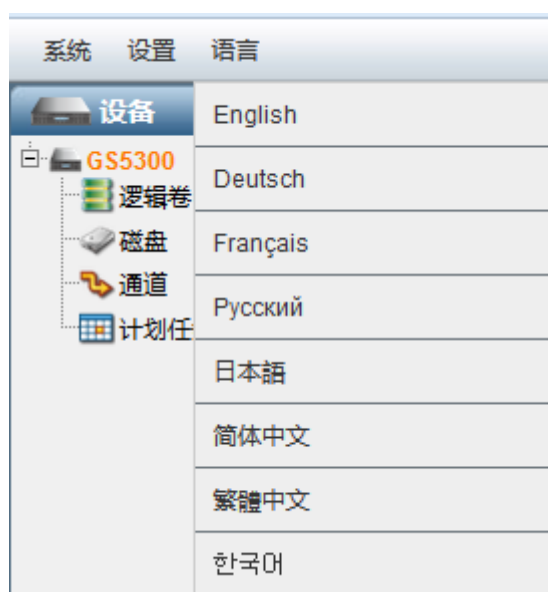 系统 设置 语言
设备
GS5300
逻辑卷
磁盘
通道
计划任
English
Deutsch
Français
Русский
日本語
简体中文
繁體中文
한국어